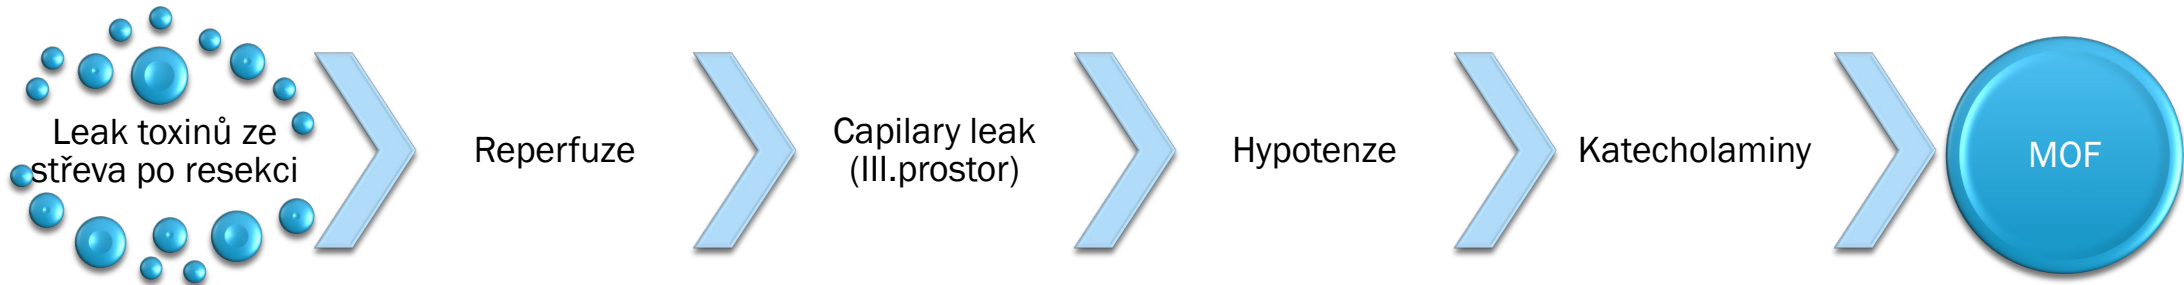 Leak toxinů ze
střeva po resekci
Reperfuze
Capilary leak
(III.prostor)
Hypotenze
Katecholaminy
MOF